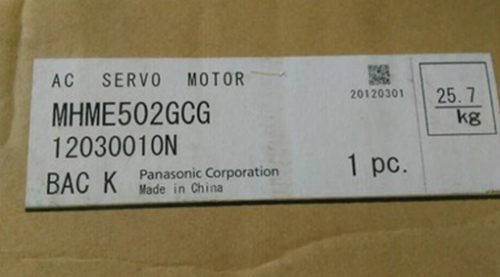 AC SERVO MOTOR
MHME502GCG
20120301
25.7
kg
12030010N
BAC K
Panasonic Corporation
Made in China
1 pc.